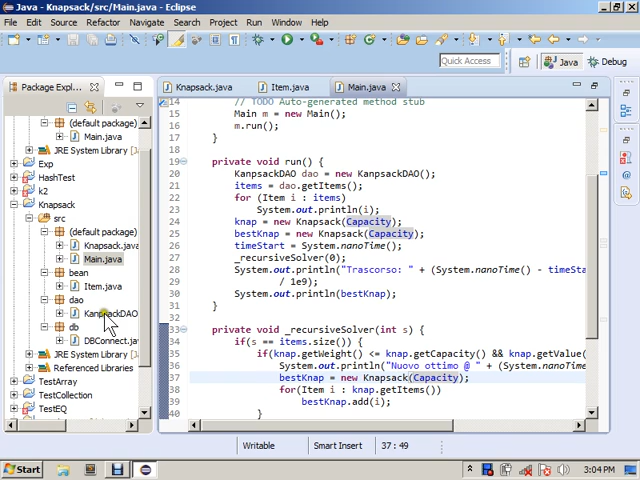 Java - Knapsack/src/Main.java - Eclipse
File Edit Source Refactor Navigate Search Project Run Window Help
Quick Access Java Debug
Package Expl... Knapsack.java Item.java Main.java
(default package)
Main.java
JRE System Library [
Exp
HashTest
k2
Knapsack
src
(default package)
Knapsack.java
Main.java
bean
Item.java
dao
KanpsackDAO
db
DBConnect.ja
JRE System Library [
Referenced Libraries
TestArray
TestCollection
TestEQ
14 // TODO Auto-generated method stub
15 Main m = new Main();
16 m.run();
17 }
18
19 private void run() {
20 KanpsackDAO dao = new KanpsackDAO();
21 items = dao.getItems();
22 for (Item i : items)
23 System.out.println(i);
24 knap = new Knapsack(Capacity);
25 bestKnap = new Knapsack(Capacity);
26 timeStart = System.nanoTime();
27 _recursiveSolver(0);
28 System.out.println("Trascorso: " + (System.nanoTime() - timeSta
29 / 1e9);
30 System.out.println(bestKnap);
31 }
32
33 private void _recursiveSolver(int s) {
34 if(s == items.size()) {
35 if(knap.getWeight() <= knap.getCapacity() && knap.getValue(
36 System.out.println("Nuovo ottimo @ " + (System.nanoTime
37 bestKnap = new Knapsack(Capacity);
38 for(Item i : knap.getItems())
39 bestKnap.add(i);
40 }
Writable Smart Insert 37 : 49
Start 3:04 PM